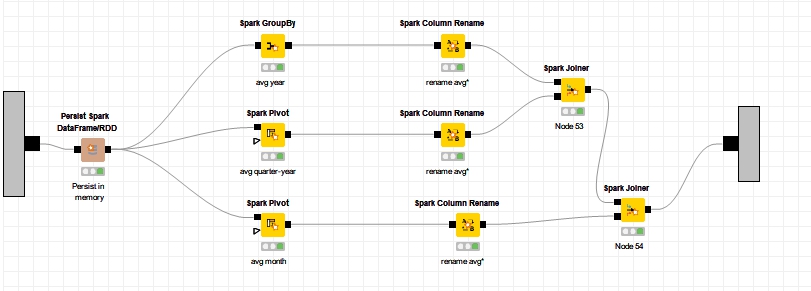 Spark GroupBy
avg year
Spark Column Rename
rename avg*
Spark Joiner
Node 53
Persist Spark
DataFrame/RDD
Persist in
memory
Spark Pivot
avg quarter-year
Spark Column Rename
rename avg*
Spark Pivot
avg month
Spark Column Rename
rename avg*
Spark Joiner
Node 54